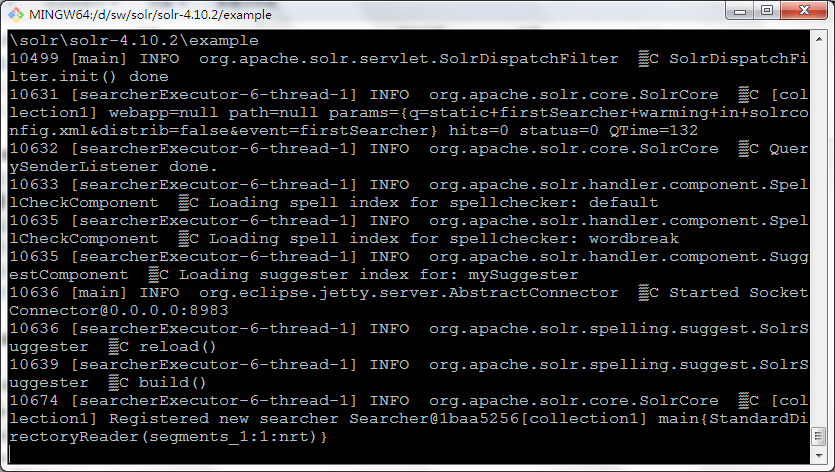 MINGW64:/d/sw/solr/solr-4.10.2/example
\solr\solr-4.10.2\example
10499 [main] INFO  org.apache.solr.servlet.SolrDispatchFilter  ▒C SolrDispatchFi
lter.init() done
10631 [searcherExecutor-6-thread-1] INFO  org.apache.solr.core.SolrCore  ▒C [co
llection1] webapp=null path=null params={q=static+firstSearcher+warming+in+solrco
nfig.xml&distrib=false&event=firstSearcher} hits=0 status=0 QTime=132
10632 [searcherExecutor-6-thread-1] INFO  org.apache.solr.core.SolrCore  ▒C Quer
ySenderListener done.
10633 [searcherExecutor-6-thread-1] INFO  org.apache.solr.handler.component.Spel
lCheckComponent  ▒C Loading spell index for spellchecker: default
10635 [searcherExecutor-6-thread-1] INFO  org.apache.solr.handler.component.Spel
lCheckComponent  ▒C Loading spell index for spellchecker: wordbreak
10635 [searcherExecutor-6-thread-1] INFO  org.apache.solr.handler.component.Sugg
estComponent  ▒C Loading suggester index for: mySuggester
10636 [main] INFO  org.eclipse.jetty.server.AbstractConnector  ▒C Started Socket
Connector@0.0.0.0:8983
10636 [searcherExecutor-6-thread-1] INFO  org.apache.solr.spelling.suggest.SolrS
uggester  ▒C reload()
10639 [searcherExecutor-6-thread-1] INFO  org.apache.solr.spelling.suggest.SolrS
uggester  ▒C build()
10674 [searcherExecutor-6-thread-1] INFO  org.apache.solr.core.SolrCore  ▒C [col
lection1] Registered new searcher Searcher@1baa5256[collection1] main{StandardDi
rectoryReader(segments_1:1:nrt)}